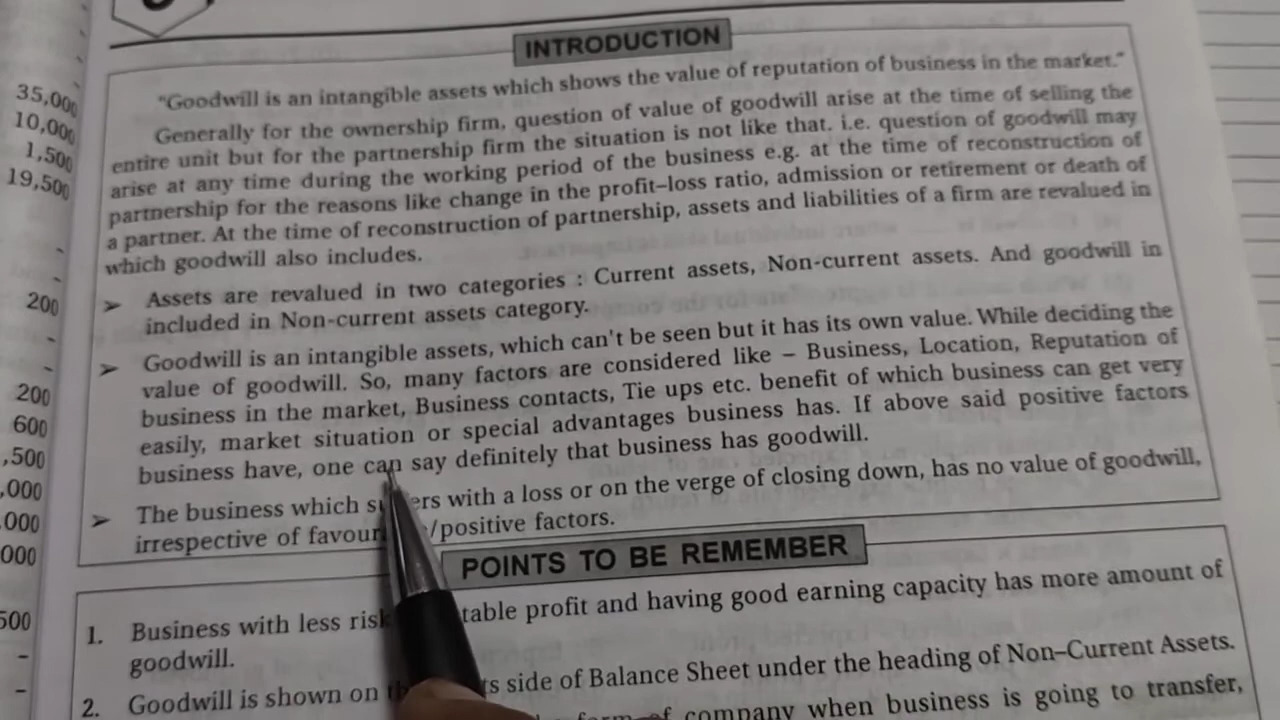 INTRODUCTION
"Goodwill is an intangible assets which shows the value of reputation of business in the market."
Generally for the ownership firm, question of value of goodwill arise at the time of selling the
entire unit but for the partnership firm the situation is not like that. i.e. question of goodwill may
arise at any time during the working period of the business e.g. at the time of reconstruction of
partnership for the reasons like change in the profit–loss ratio, admission or retirement or death of
a partner. At the time of reconstruction of partnership, assets and liabilities of a firm are revalued in
which goodwill also includes.
➢ Assets are revalued in two categories : Current assets, Non-current assets. And goodwill in
included in Non-current assets category.
➢ Goodwill is an intangible assets, which can't be seen but it has its own value. While deciding the
value of goodwill. So, many factors are considered like – Business, Location, Reputation of
business in the market, Business contacts, Tie ups etc. benefit of which business can get very
easily, market situation or special advantages business has. If above said positive factors
business have, one can say definitely that business has goodwill.
➢ The business which with a loss or on the verge of closing down, has no value of goodwill,
irrespective of /positive factors.
POINTS TO BE REMEMBER
1. Business with less risk profit and having good earning capacity has more amount of
goodwill.
2. Goodwill is shown on side of Balance Sheet under the heading of Non–Current Assets.
of company when business is going to transfer,
35,000
10,000
1,500
19,500
-
-
200
-
-
200
600
,500
,000
000
000
500
-
-